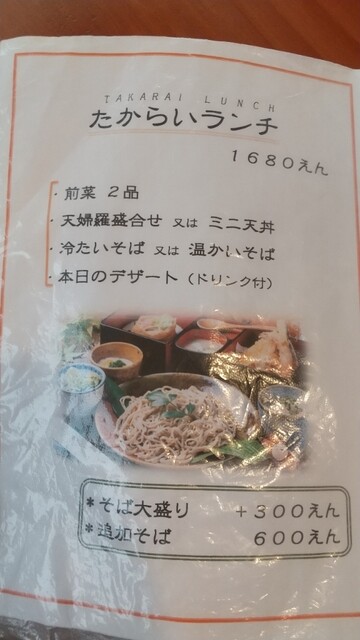 TAKARAI LUNCH
たからいランチ
1680えん
・前菜 2品
・天婦羅盛合せ 又は ミニ天丼
・冷たいそば 又は 温かいそば
・本日のデザート（ドリンク付）
＊そば大盛り ＋300えん
＊追加そば 600えん